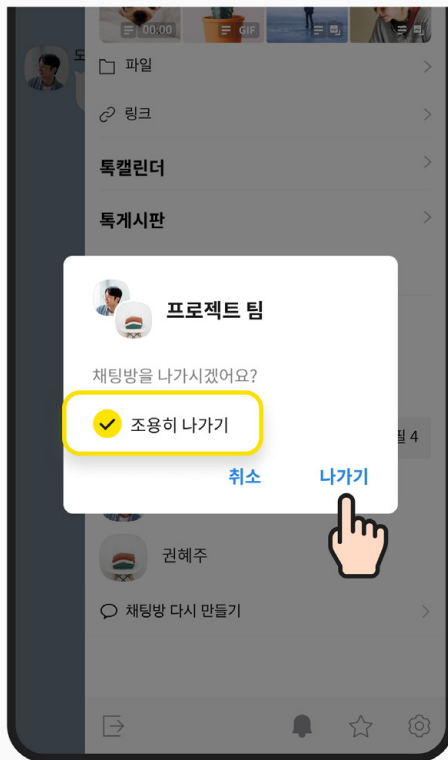 도
00:00
GIF
파일
링크
톡캘린더
톡게시판
프로젝트 팀
채팅방을 나가시겠어요?
조용히 나가기
필 4
취소 나가기
권혜주
채팅방 다시 만들기